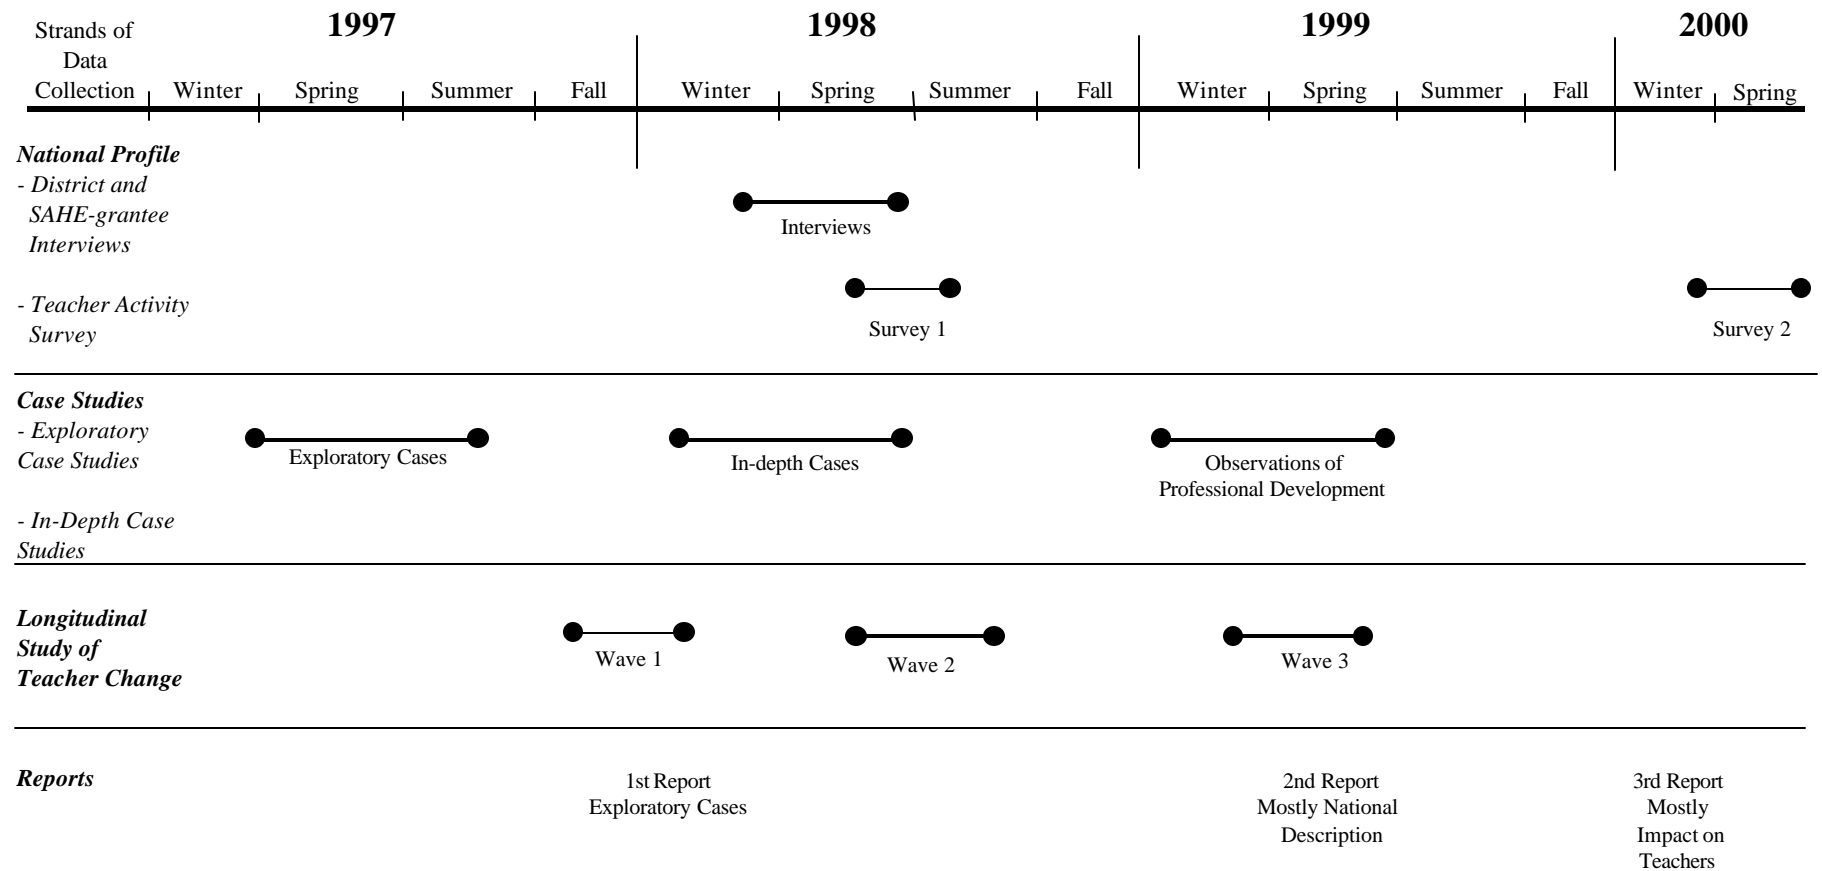 Strands of
Data
Collection
1997
1998
1999
2000
Winter Spring Summer Fall Winter Spring Summer Fall Winter Spring Summer Fall Winter Spring
National Profile
- District and
SAHE-grantee
Interviews
Interviews
- Teacher Activity
Survey
Survey 1
Survey 2
Case Studies
- Exploratory
Case Studies
Exploratory Cases
In-depth Cases
Observations of
Professional Development
- In-Depth Case
Studies
Longitudinal
Study of
Teacher Change
Wave 1
Wave 2
Wave 3
Reports
1st Report
Exploratory Cases
2nd Report
Mostly National
Description
3rd Report
Mostly
Impact on
Teachers